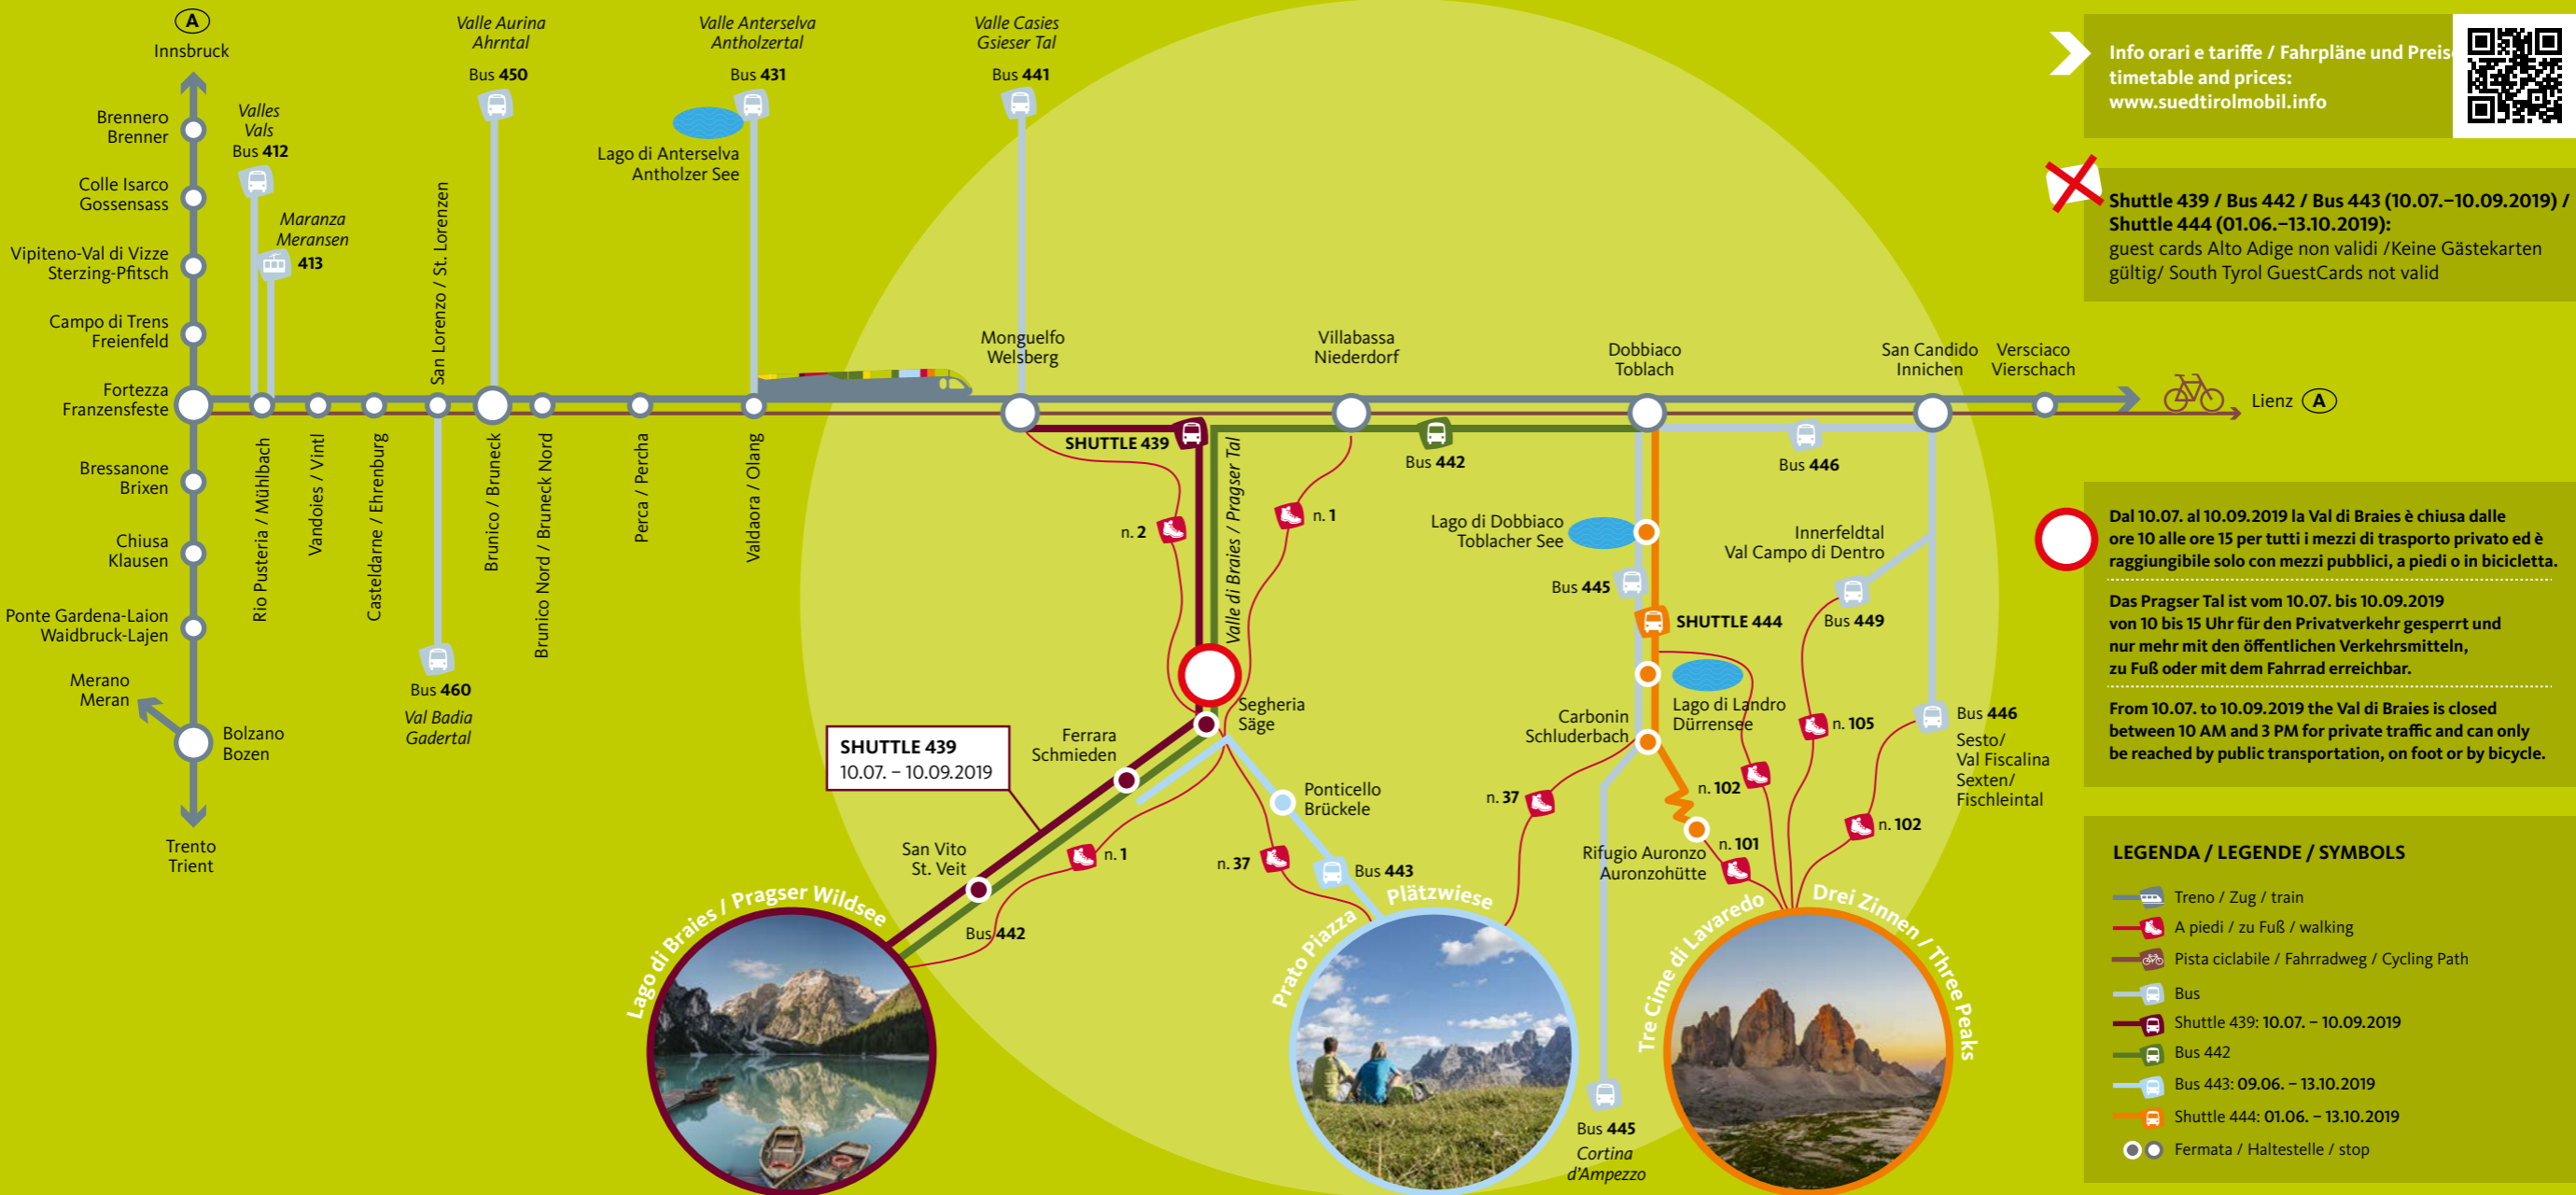 A
Innsbruck
Brennero
Brenner
Colle Isarco
Gossensass
Vipiteno-Val di Vizze
Sterzing-Pfitsch
Campo di Trens
Freienfeld
Fortezza
Franzensfeste
Bressanone
Brixen
Chiusa
Klausen
Ponte Gardena-Laion
Waidbruck-Lajen
Merano
Meran
Bolzano
Bozen
Trento
Trient
Valles
Vals
Bus 412
Maranza
Meransen
413
Rio Pusteria / Mühlbach
Vandoies / Vintl
Casteldarne / Ehrenburg
San Lorenzo / St. Lorenzen
Bus 460
Val Badia
Gadertal
Valle Aurina
Ahrntal
Bus 450
Brunico / Bruneck
Brunico Nord / Bruneck Nord
Perca / Percha
Valle Anterselva
Antholzertal
Bus 431
Lago di Anterselva
Antholzer See
Valdaora / Olang
Valle Casies
Gsieser Tal
Bus 441
Monguelfo
Welsberg
Villabassa
Niederdorf
Dobbiaco
Toblach
San Candido
Innichen
Versciaco
Vierschach
Lienz A
SHUTTLE 439
Bus 442
Bus 446
n. 2
n. 1
Valle di Braies / Pragser Tal
Segheria
Säge
Ferrara
Schmieden
SHUTTLE 439
10.07. – 10.09.2019
San Vito
St. Veit
n. 1
Bus 442
n. 37
Ponticello
Brückele
Bus 443
Lago di Braies / Pragser Wildsee
Prato Piazza
Plätzwiese
Lago di Dobbiaco
Toblacher See
Bus 445
SHUTTLE 444
Lago di Landro
Dürrensee
Carbonin
Schluderbach
n. 37
n. 102
n. 101
Rifugio Auronzo
Auronzohütte
Innerfeldtal
Val Campo di Dentro
Bus 449
n. 105
Bus 446
Sesto/
Val Fiscalina
Sexten/
Fischleintal
n. 102
Tre Cime di Lavaredo
Drei Zinnen / Three Peaks
Bus 445
Cortina
d'Ampezzo
Info orari e tariffe / Fahrpläne und Preise
timetable and prices:
www.suedtirolmobil.info
Shuttle 439 / Bus 442 / Bus 443 (10.07.–10.09.2019) /
Shuttle 444 (01.06.–13.10.2019):
guest cards Alto Adige non validi /Keine Gästekarten
gültig/ South Tyrol GuestCards not valid
Dal 10.07. al 10.09.2019 la Val di Braies è chiusa dalle
ore 10 alle ore 15 per tutti i mezzi di trasporto privato ed è
raggiungibile solo con mezzi pubblici, a piedi o in bicicletta.
Das Pragser Tal ist vom 10.07. bis 10.09.2019
von 10 bis 15 Uhr für den Privatverkehr gesperrt und
nur mehr mit den öffentlichen Verkehrsmitteln,
zu Fuß oder mit dem Fahrrad erreichbar.
From 10.07. to 10.09.2019 the Val di Braies is closed
between 10 AM and 3 PM for private traffic and can only
be reached by public transportation, on foot or by bicycle.
LEGENDA / LEGENDE / SYMBOLS
Treno / Zug / train
A piedi / zu Fuß / walking
Pista ciclabile / Fahrradweg / Cycling Path
Bus
Shuttle 439: 10.07. – 10.09.2019
Bus 442
Bus 443: 09.06. – 13.10.2019
Shuttle 444: 01.06. – 13.10.2019
Fermata / Haltestelle / stop